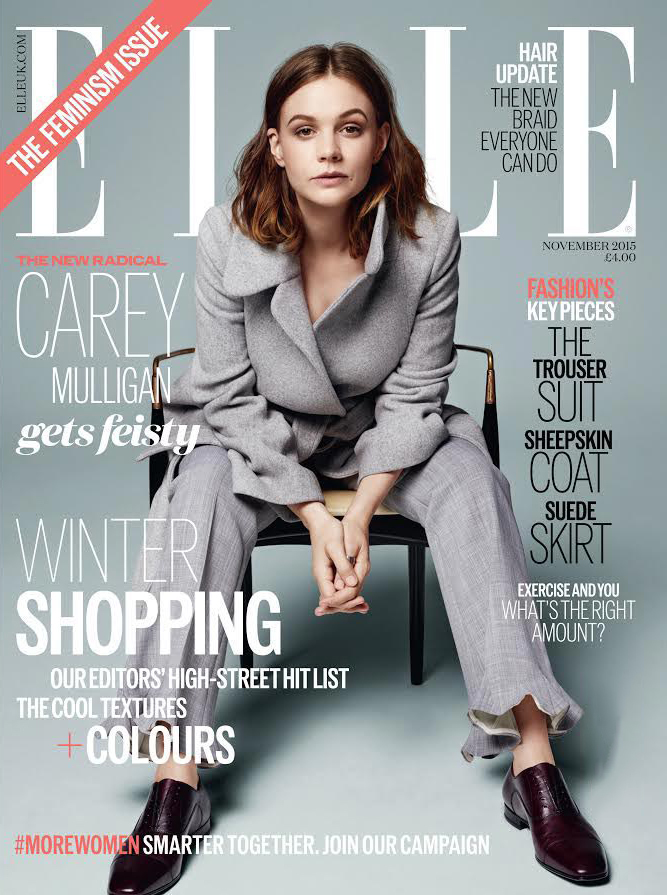 ELLEUK.COM
THE FEMINISM ISSUE
ELLE
HAIR
UPDATE
THE NEW
BRAID
EVERYONE
CAN DO
NOVEMBER 2015
£4.00
THE NEW RADICAL
CAREY
MULLIGAN
gets feisty
FASHION'S
KEY PIECES
THE
TROUSER
SUIT
SHEEPSKIN
COAT
SUEDE
SKIRT
EXERCISE AND YOU
WHAT'S THE RIGHT
AMOUNT?
WINTER
SHOPPING
OUR EDITORS' HIGH-STREET HIT LIST
THE COOL TEXTURES
+ COLOURS
#MOREWOMEN SMARTER TOGETHER. JOIN OUR CAMPAIGN